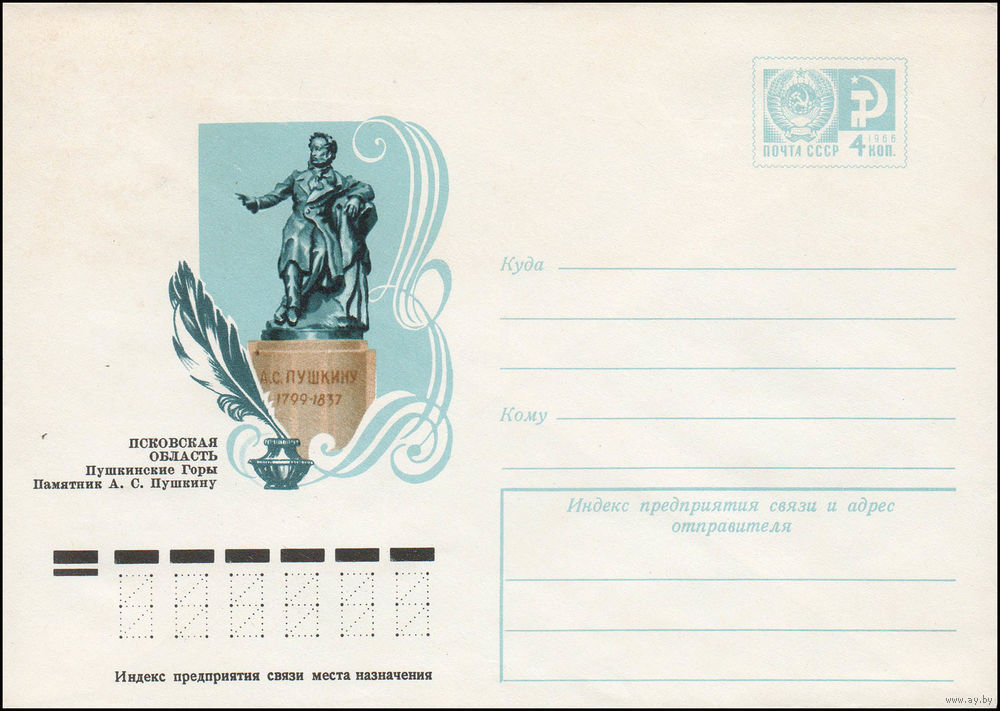 1966
ПОЧТА СССР 4 КОП.
А.С. ПУШКИНУ
1799-1837
ПСКОВСКАЯ
ОБЛАСТЬ
Пушкинские Горы
Памятник А. С. Пушкину
Куда
Кому
Индекс предприятия связи и адрес
отправителя
Индекс предприятия связи места назначения
www.ay.by